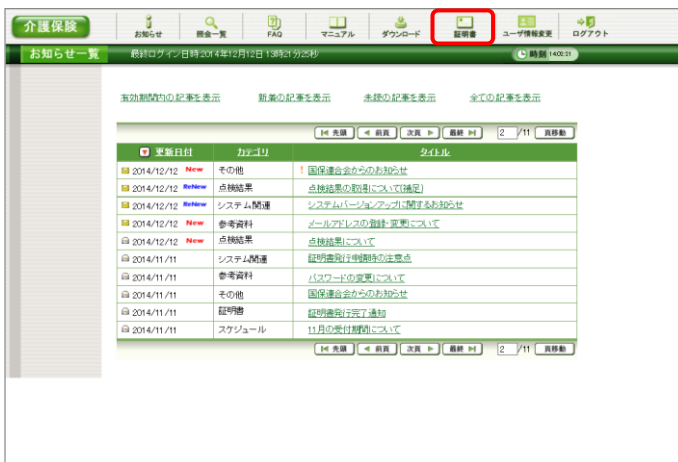 介護保険
お知らせ 照会一覧 FAQ マニュアル ダウンロード 証明書 ユーザ情報変更 ログアウト
お知らせ一覧 最終ログイン日時:2014年12月12日 13時21分25秒 時刻 14:02:31
有効期間内の記事を表示 新着の記事を表示 未読の記事を表示 全ての記事を表示
先頭 前頁 次頁 最終 2 /11 頁移動
更新日付 カテゴリ タイトル
2014/12/12 New その他 ! 国保連合会からのお知らせ
2014/12/12 ReNew 点検結果 点検結果の取得について(補足)
2014/12/12 ReNew システム関連 システムバージョンアップに関するお知らせ
2014/12/12 New 参考資料 メールアドレスの登録・変更について
2014/12/12 New 点検結果 点検結果について
2014/11/11 システム関連 証明書発行申請時の注意点
2014/11/11 参考資料 パスワードの変更について
2014/11/11 その他 国保連合会からのお知らせ
2014/11/11 証明書 証明書発行完了通知
2014/11/11 スケジュール 11月の受付期間について
先頭 前頁 次頁 最終 2 /11 頁移動